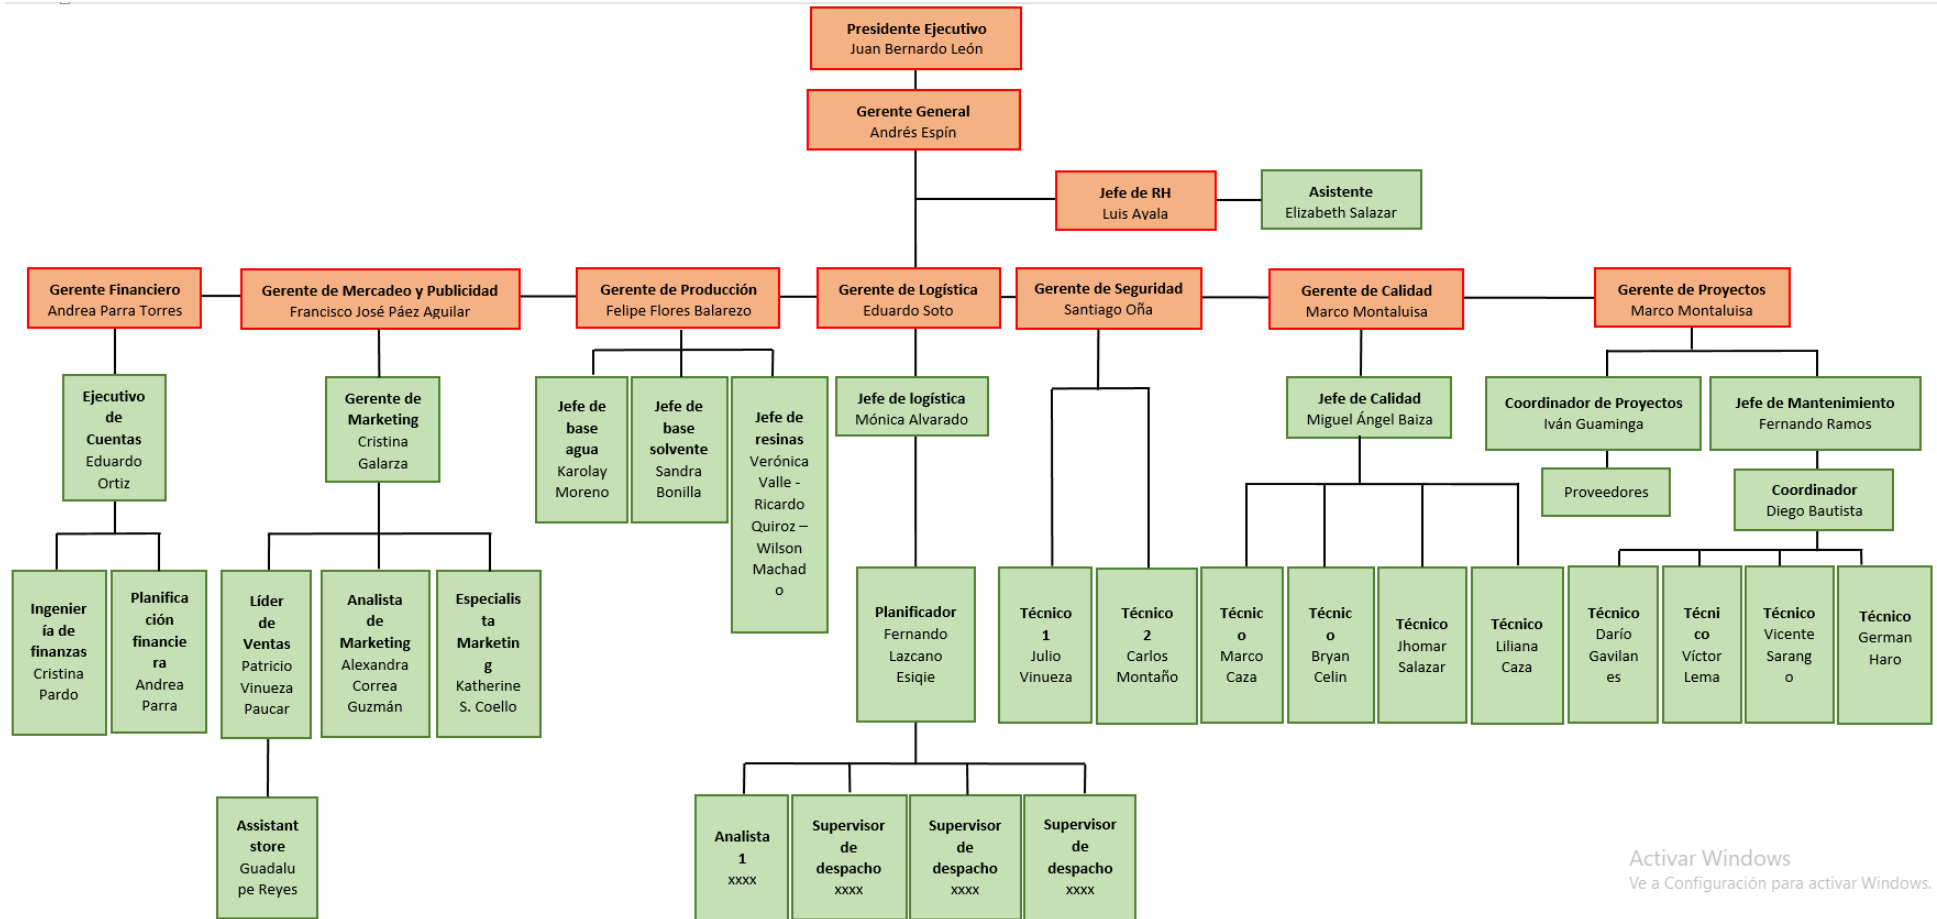 Presidente Ejecutivo
Juan Bernardo León
Gerente General
Andrés Espín
Jefe de RH
Luis Ayala
Asistente
Elizabeth Salazar
Gerente Financiero
Andrea Parra Torres
Gerente de Mercadeo y Publicidad
Francisco José Páez Aguilar
Gerente de Producción
Felipe Flores Balarezo
Gerente de Logística
Eduardo Soto
Gerente de Seguridad
Santiago Oña
Gerente de Calidad
Marco Montaluisa
Gerente de Proyectos
Marco Montaluisa
Ejecutivo
de
Cuentas
Eduardo
Ortiz
Gerente de
Marketing
Cristina
Galarza
Jefe de
base
agua
Karolay
Moreno
Jefe de
base
solvente
Sandra
Bonilla
Jefe de
resinas
Verónica
Valle -
Ricardo
Quiroz –
Wilson
Machad
o
Jefe de logística
Mónica Alvarado
Jefe de Calidad
Miguel Ángel Baiza
Coordinador de Proyectos
Iván Guaminga
Jefe de Mantenimiento
Fernando Ramos
Proveedores
Coordinador
Diego Bautista
Ingenier
ía de
finanzas
Cristina
Pardo
Planifica
ción
financie
ra
Andrea
Parra
Líder
de
Ventas
Patricio
Vinueza
Paucar
Analista
de
Marketing
Alexandra
Correa
Guzmán
Especialis
ta
Marketin
g
Katherine
S. Coello
Planificador
Fernando
Lazcano
Esiqie
Técnico
1
Julio
Vinueza
Técnico
2
Carlos
Montaño
Técnic
o
Marco
Caza
Técnic
o
Bryan
Celin
Técnico
Jhomar
Salazar
Técnico
Liliana
Caza
Técnico
Darío
Gavilan
es
Técni
co
Víctor
Lema
Técnico
Vicente
Sarang
o
Técnico
German
Haro
Assistant
store
Guadalu
pe Reyes
Analista
1
xxxx
Supervisor
de
despacho
xxxx
Supervisor
de
despacho
xxxx
Supervisor
de
despacho
xxxx
Activar Windows
Ve a Configuración para activar Windows.